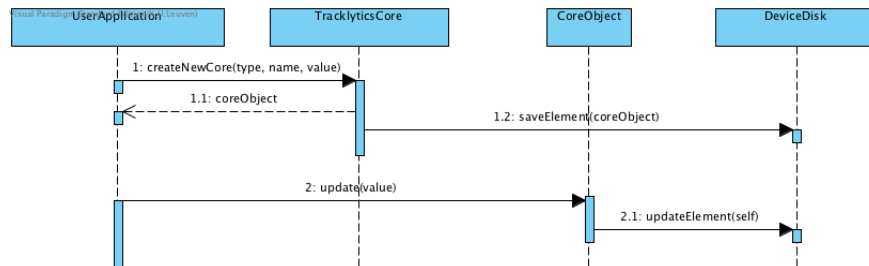 UserApplication
TracklyticsCore
CoreObject
DeviceDisk
1: createNewCore(type, name, value)
1.1: coreObject
1.2: saveElement(coreObject)
2: update(value)
2.1: updateElement(self)